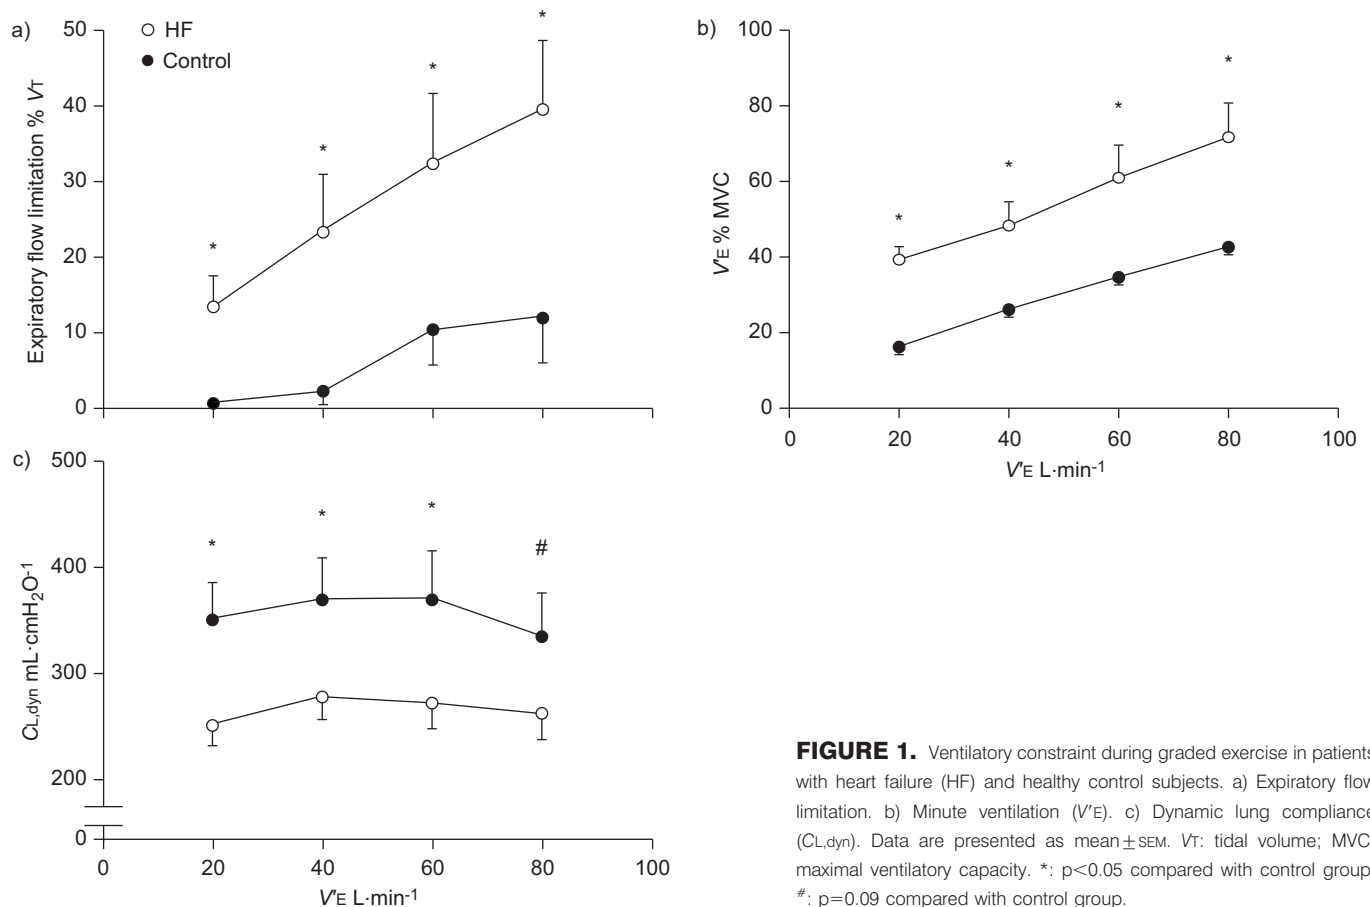 a)
HF
Control
50
40
30
20
10
0
Expiratory flow limitation % VT
*
*
*
*
b)
100
80
60
40
20
0
V'E % MVC
*
*
*
*
0 20 40 60 80 100
V'E L·min-1
c)
500
400
300
200
0
CL,dyn mL·cmH2O-1
*
*
*
#
0 20 40 60 80 100
V'E L·min-1
FIGURE 1. Ventilatory constraint during graded exercise in patients
with heart failure (HF) and healthy control subjects. a) Expiratory flow
limitation. b) Minute ventilation (V'E). c) Dynamic lung compliance
(CL,dyn). Data are presented as mean±SEM. VT: tidal volume; MVC
maximal ventilatory capacity. *: p<0.05 compared with control group
#: p=0.09 compared with control group.